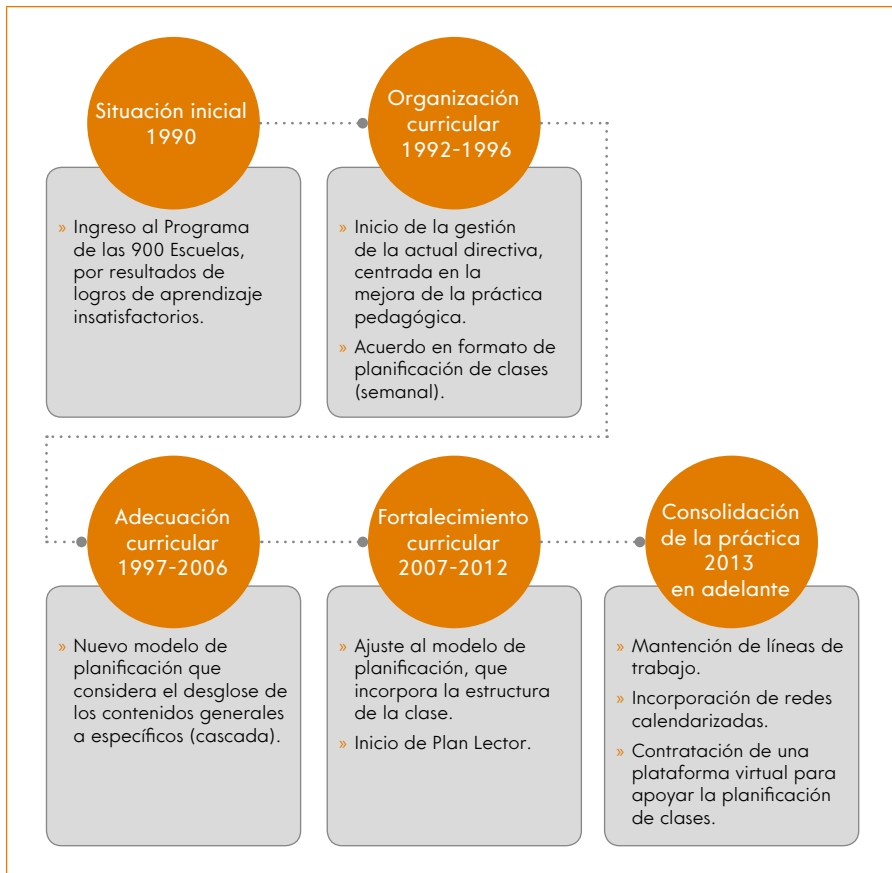 Situación inicial
1990
» Ingreso al Programa
de las 900 Escuelas,
por resultados de
logros de aprendizaje
insatisfactorios.
Organización
curricular
1992-1996
» Inicio de la gestión
de la actual directiva,
centrada en la
mejora de la práctica
pedagógica.
» Acuerdo en formato de
planificación de clases
(semanal).
Adecuación
curricular
1997-2006
» Nuevo modelo de
planificación que
considera el desglose de
los contenidos generales
a específicos (cascada).
Fortalecimiento
curricular
2007-2012
» Ajuste al modelo de
planificación, que
incorpora la estructura
de la clase.
» Inicio de Plan Lector.
Consolidación
de la práctica
2013
en adelante
» Mantención de líneas de
trabajo.
» Incorporación de redes
calendarizadas.
» Contratación de una
plataforma virtual para
apoyar la planificación
de clases.